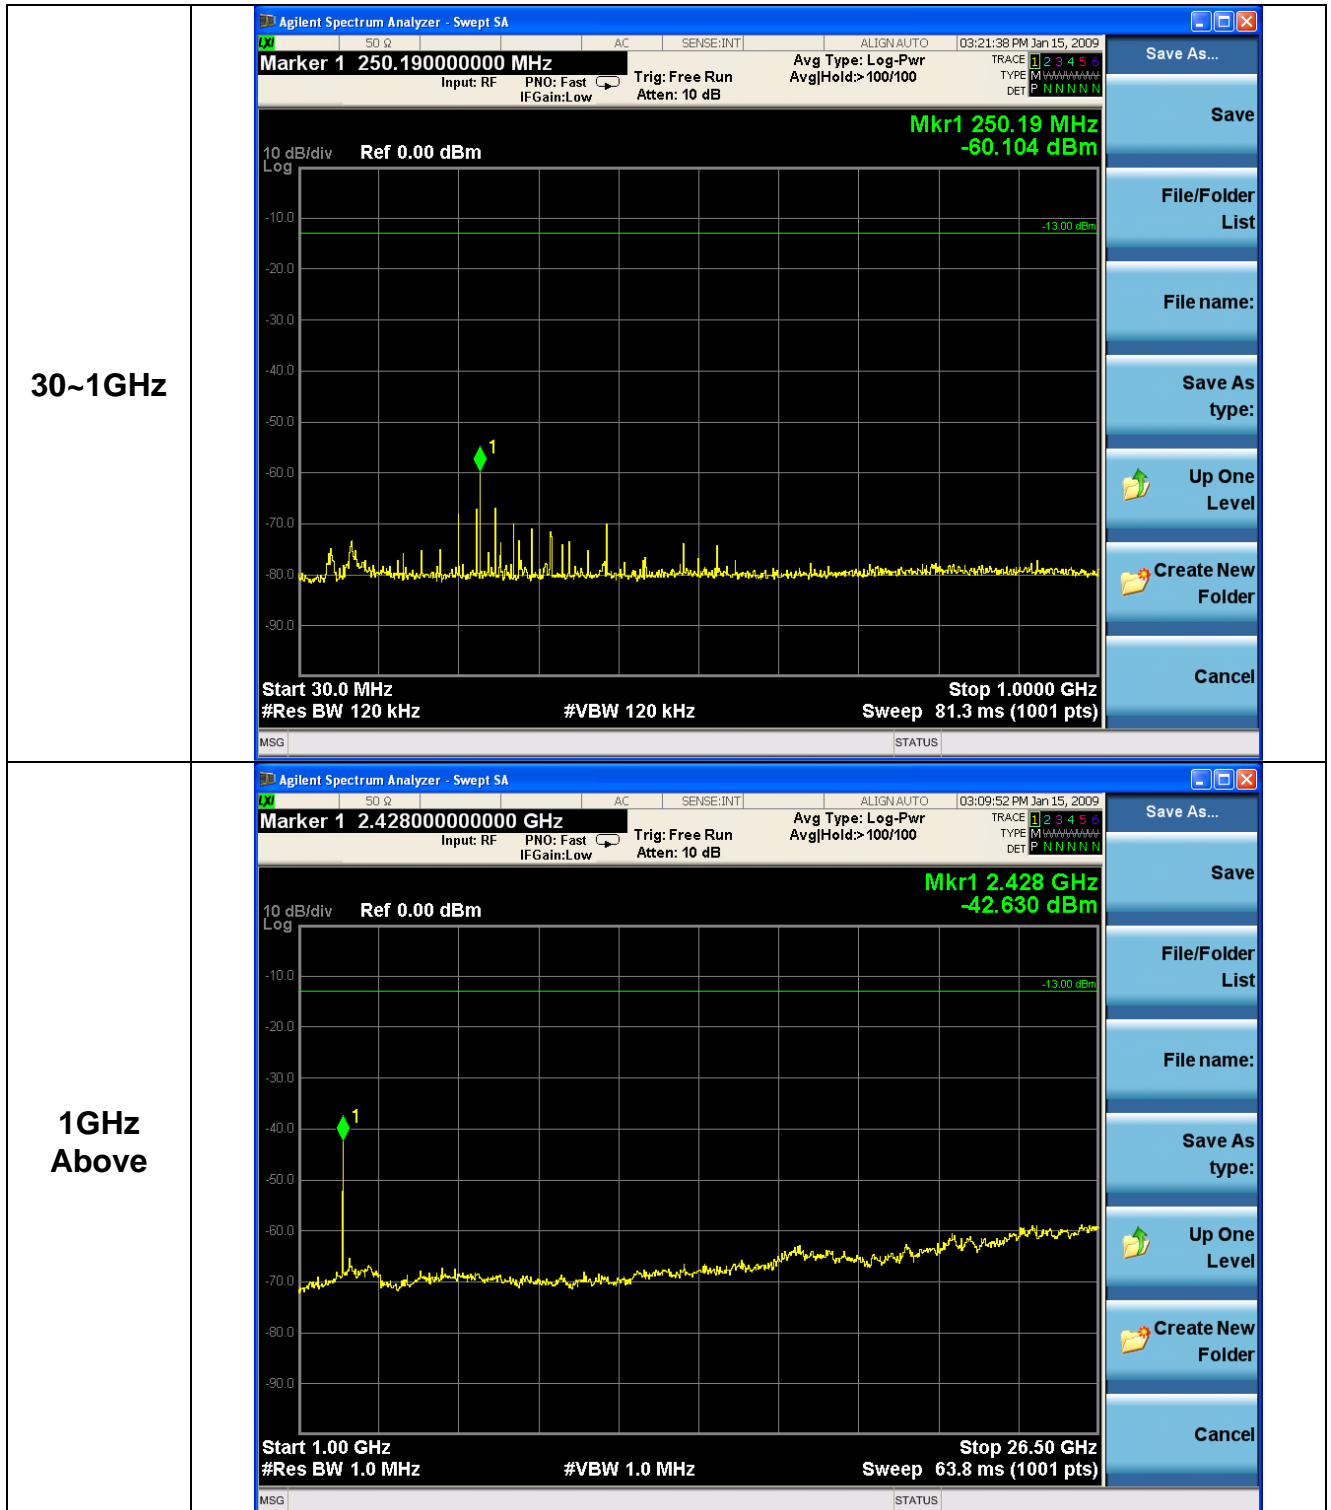 30~1GHz
Agilent Spectrum Analyzer - Swept SA
LXI 50 Ω AC SENSE:INT ALIGN AUTO 03:21:38 PM Jan 15, 2009
Marker 1 250.190000000 MHz
Input: RF PNO: Fast Trig: Free Run Avg Type: Log-Pwr TRACE 1 2 3 4 5 6
IFGain:Low Atten: 10 dB Avg|Hold:>100/100 TYPE M
DET P N N N N N
Mkr1 250.19 MHz
-60.104 dBm
10 dB/div Ref 0.00 dBm
Log
-10.0
-13.00 dBm
-20.0
-30.0
-40.0
-50.0
1
-60.0
-70.0
-80.0
-90.0
Start 30.0 MHz Stop 1.0000 GHz
#Res BW 120 kHz #VBW 120 kHz Sweep 81.3 ms (1001 pts)
MSG STATUS
Save As...
Save
File/Folder
List
File name:
Save As
type:
Up One
Level
Create New
Folder
Cancel
1GHz
Above
Agilent Spectrum Analyzer - Swept SA
LXI 50 Ω AC SENSE:INT ALIGN AUTO 03:09:52 PM Jan 15, 2009
Marker 1 2.428000000000 GHz
Input: RF PNO: Fast Trig: Free Run Avg Type: Log-Pwr TRACE 1 2 3 4 5 6
IFGain:Low Atten: 10 dB Avg|Hold:>100/100 TYPE M
DET P N N N N N
Mkr1 2.428 GHz
-42.630 dBm
10 dB/div Ref 0.00 dBm
Log
-10.0
-13.00 dBm
-20.0
-30.0
1
-40.0
-50.0
-60.0
-70.0
-80.0
-90.0
Start 1.00 GHz Stop 26.50 GHz
#Res BW 1.0 MHz #VBW 1.0 MHz Sweep 63.8 ms (1001 pts)
MSG STATUS
Save As...
Save
File/Folder
List
File name:
Save As
type:
Up One
Level
Create New
Folder
Cancel